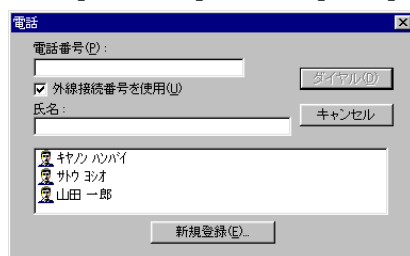 電話
電話番号(P):
ダイヤル(D)
外線接続番号を使用(U)
氏名:
キャンセル
ｷﾔﾉﾝ ﾊﾝﾊﾞｲ
ｻﾄｳ ﾖｼｵ
山田 一郎
新規登録(E)...